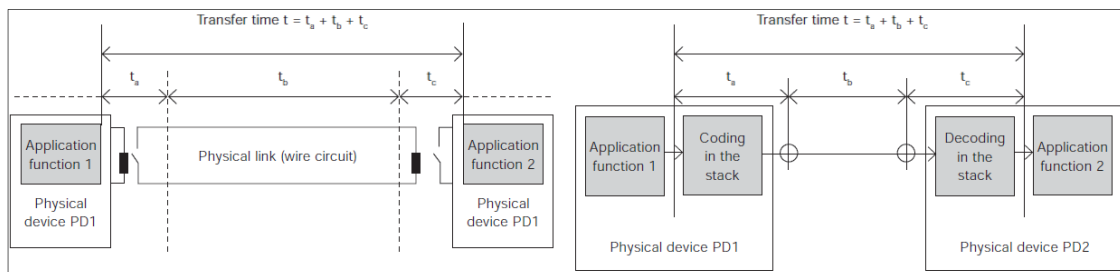 Transfer time t = ta + tb + tc
ta
tb
tc
Application
function 1
Physical link (wire circuit)
Application
function 2
Physical
device PD1
Physical
device PD1
Transfer time T = ta + tb + tc
ta
tb
tc
Application
function 1
Coding
in the
stack
Decoding
in the
stack
Application
function 2
Physical device PD1
Physical device PD2